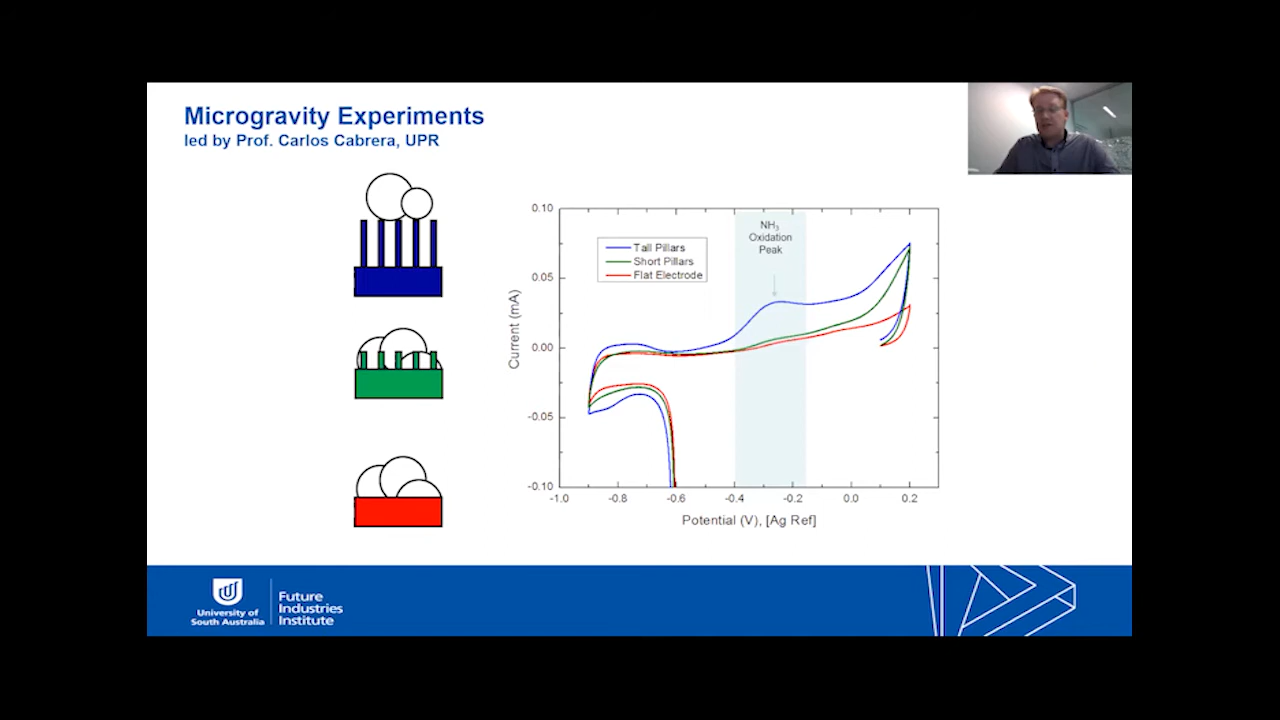 Microgravity Experiments
led by Prof. Carlos Cabrera, UPR
0.10
0.05
0.00
-0.05
-0.10
Current (mA)
Tall Pillars
Short Pillars
Flat Electrode
NH3
Oxidation
Peak
-1.0 -0.8 -0.6 -0.4 -0.2 0.0 0.2
Potential (V), [Ag Ref]
University of
South Australia
Future
Industries
Institute